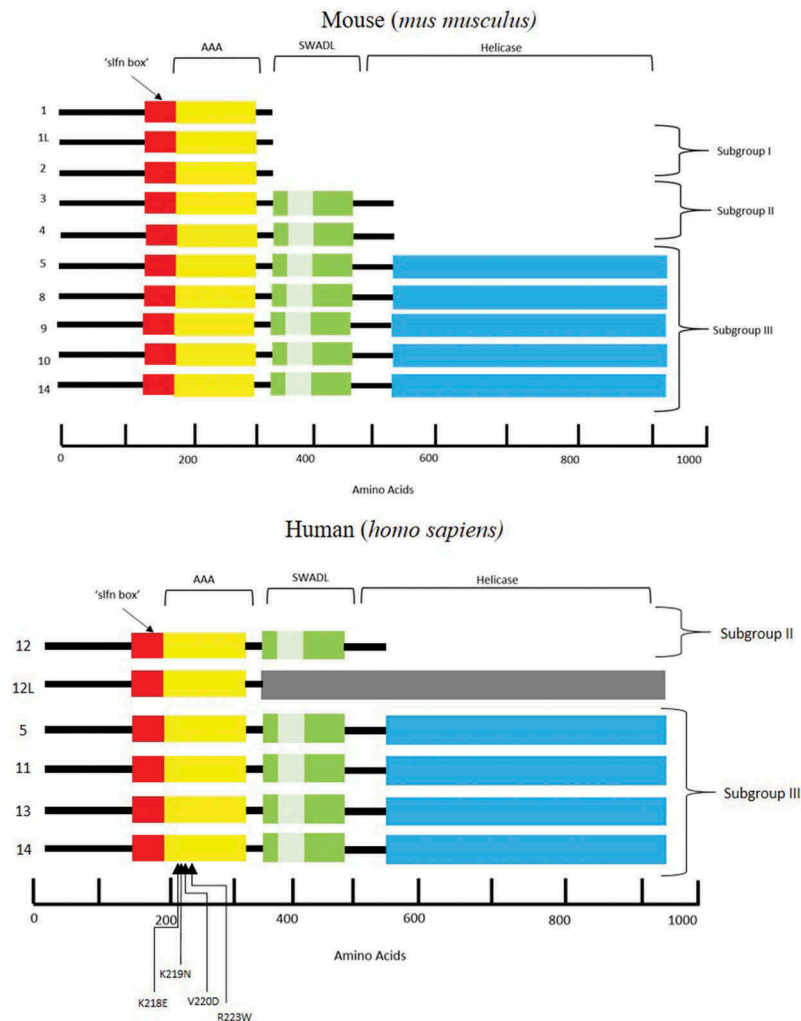 Mouse (mus musculus)
AAA
SWADL
Helicase
'slfn box'
1
1L
2
3
4
5
8
9
10
14
Subgroup I
Subgroup II
Subgroup III
0
200
400
600
800
1000
Amino Acids
Human (homo sapiens)
AAA
SWADL
Helicase
'slfn box'
12
12L
5
11
13
14
Subgroup II
Subgroup III
0
200
400
600
800
1000
Amino Acids
K219N
K218E
V220D
R223W